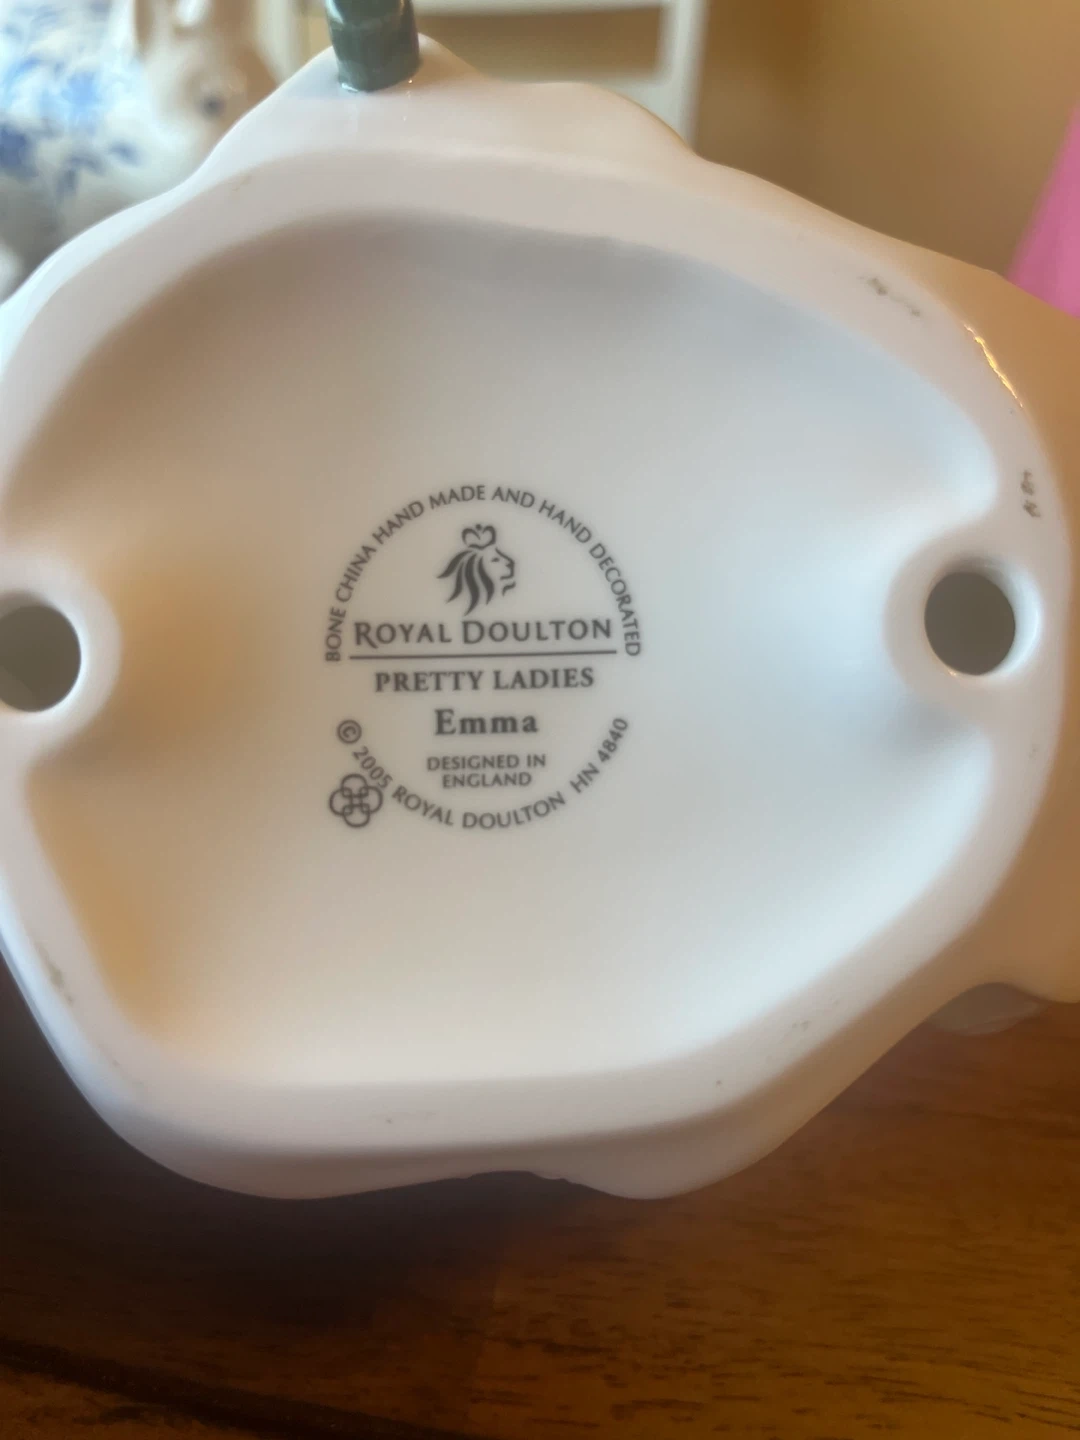 BONE CHINA HAND MADE AND HAND DECORATED
ROYAL DOULTON
PRETTY LADIES
Emma
DESIGNED IN
ENGLAND
© 2005 ROYAL DOULTON HN 4840